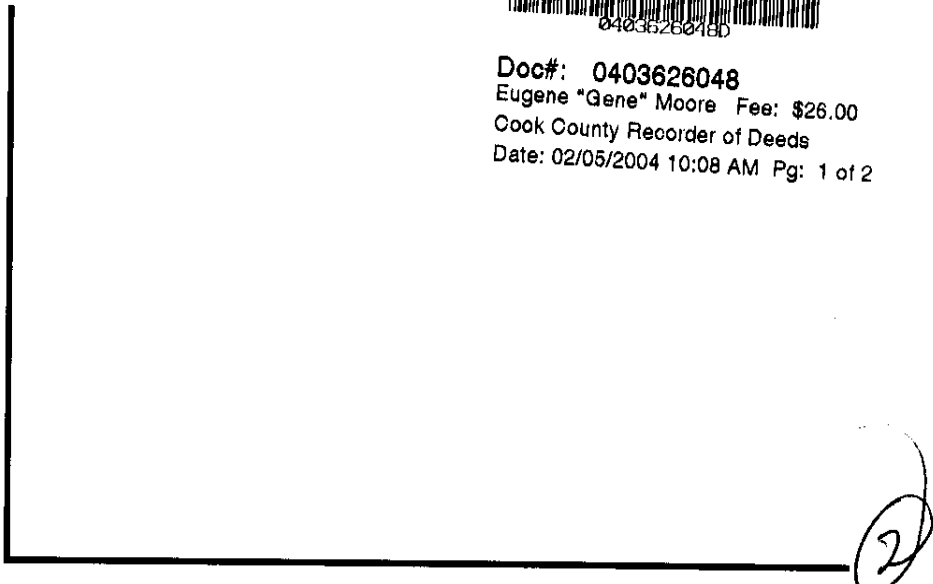 0403626048D
Doc#: 0403626048
Eugene "Gene" Moore Fee: $26.00
Cook County Recorder of Deeds
Date: 02/05/2004 10:08 AM Pg: 1 of 2
2